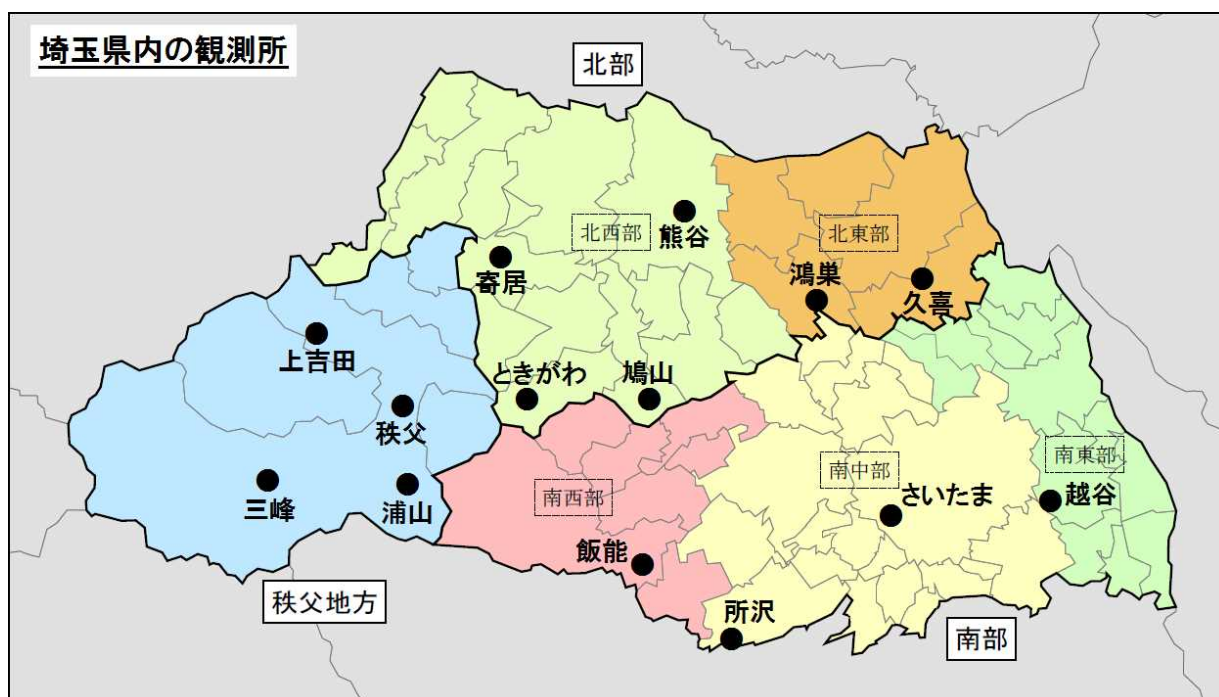 埼玉県内の観測所
北部
北西部
熊谷
北東部
寄居
鴻巣
久喜
上吉田
ときがわ
鳩山
秩父
南中部
南東部
三峰
浦山
南西部
さいたま
越谷
飯能
秩父地方
所沢
南部